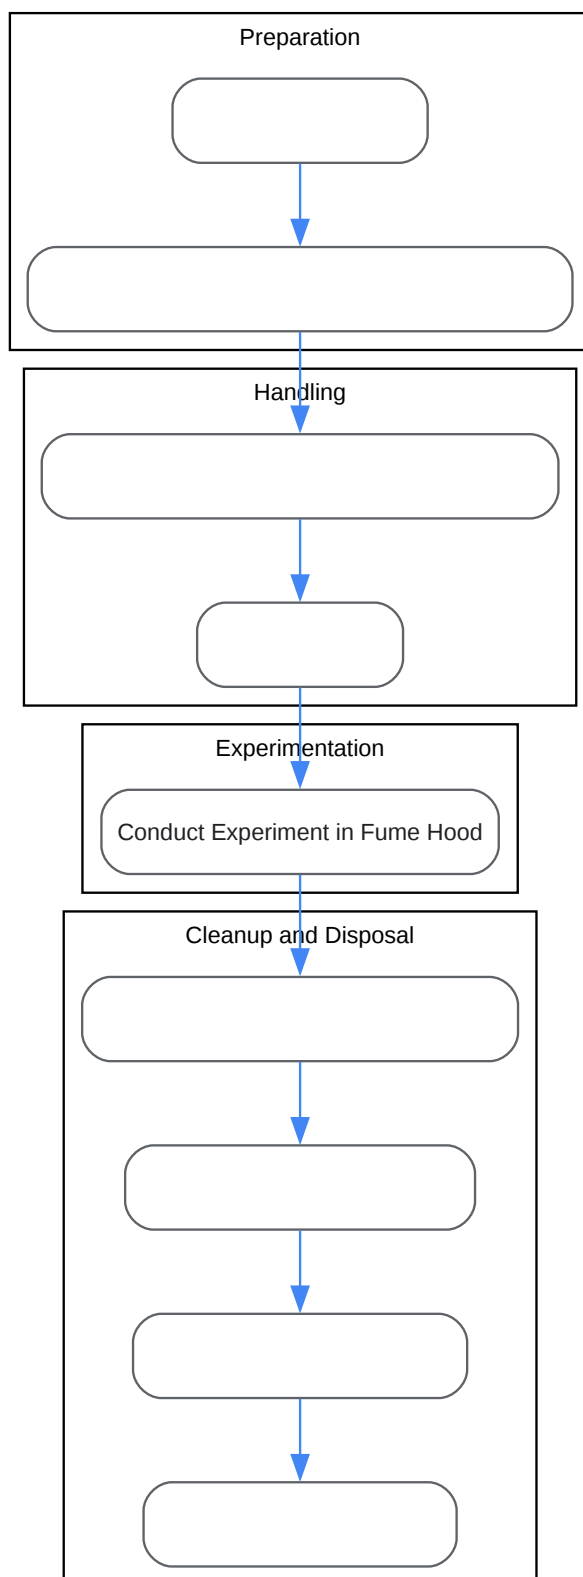 Preparation
Handling
Experimentation
Conduct Experiment in Fume Hood
Cleanup and Disposal